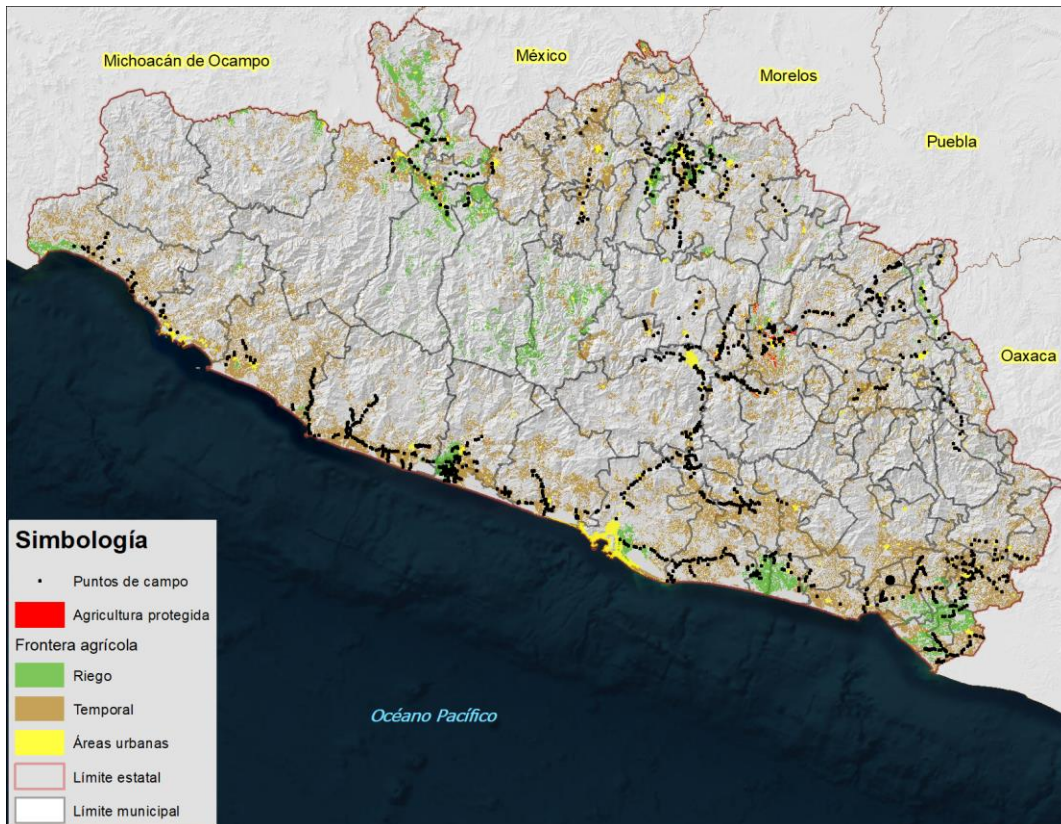 Michoacán de Ocampo
México
Morelos
Puebla
Oaxaca
Océano Pacífico
Simbología
Puntos de campo
Agricultura protegida
Frontera agrícola
Riego
Temporal
Áreas urbanas
Límite estatal
Límite municipal